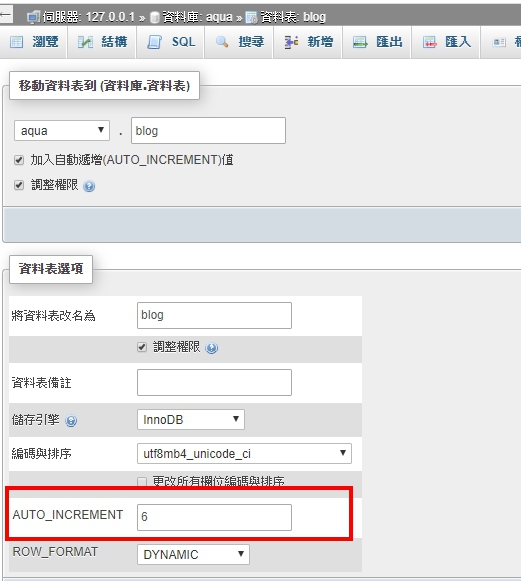 伺服器: 127.0.0.1 » 資料庫: aqua » 資料表: blog
瀏覽 結構 SQL 搜尋 新增 匯出 匯入
移動資料表到 (資料庫.資料表)
aqua . blog
加入自動遞增(AUTO_INCREMENT)值
調整權限
資料表選項
將資料表改名為 blog
調整權限
資料表備註
儲存引擎 InnoDB
編碼與排序 utf8mb4_unicode_ci
更改所有欄位編碼與排序
AUTO_INCREMENT 6
ROW_FORMAT DYNAMIC